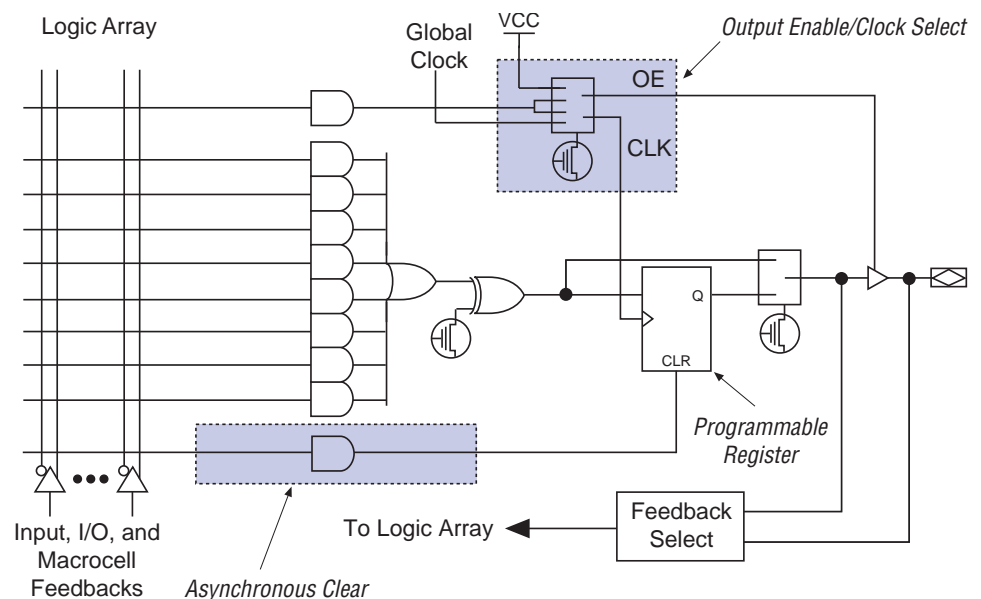 Logic Array
Global
Clock
VCC
Output Enable/Clock Select
OE
CLK
Q
CLR
Programmable
Register
Feedback
Select
To Logic Array
Input, I/O, and
Macrocell
Feedbacks
Asynchronous Clear